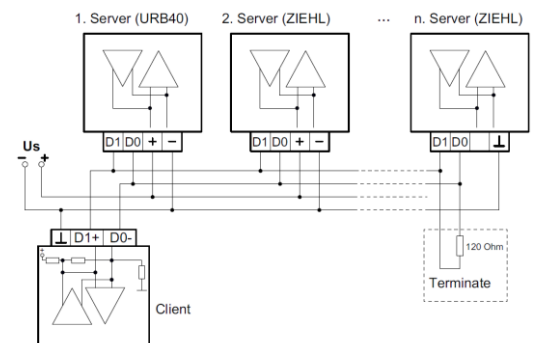 1. Server (URB40) 2. Server (ZIEHL) ... n. Server (ZIEHL)
D1 D0 + − D1 D0 + − D1 D0 ⊥
Us
− +
⊥ D1+ D0-
+
120 Ohm
Terminate
Client